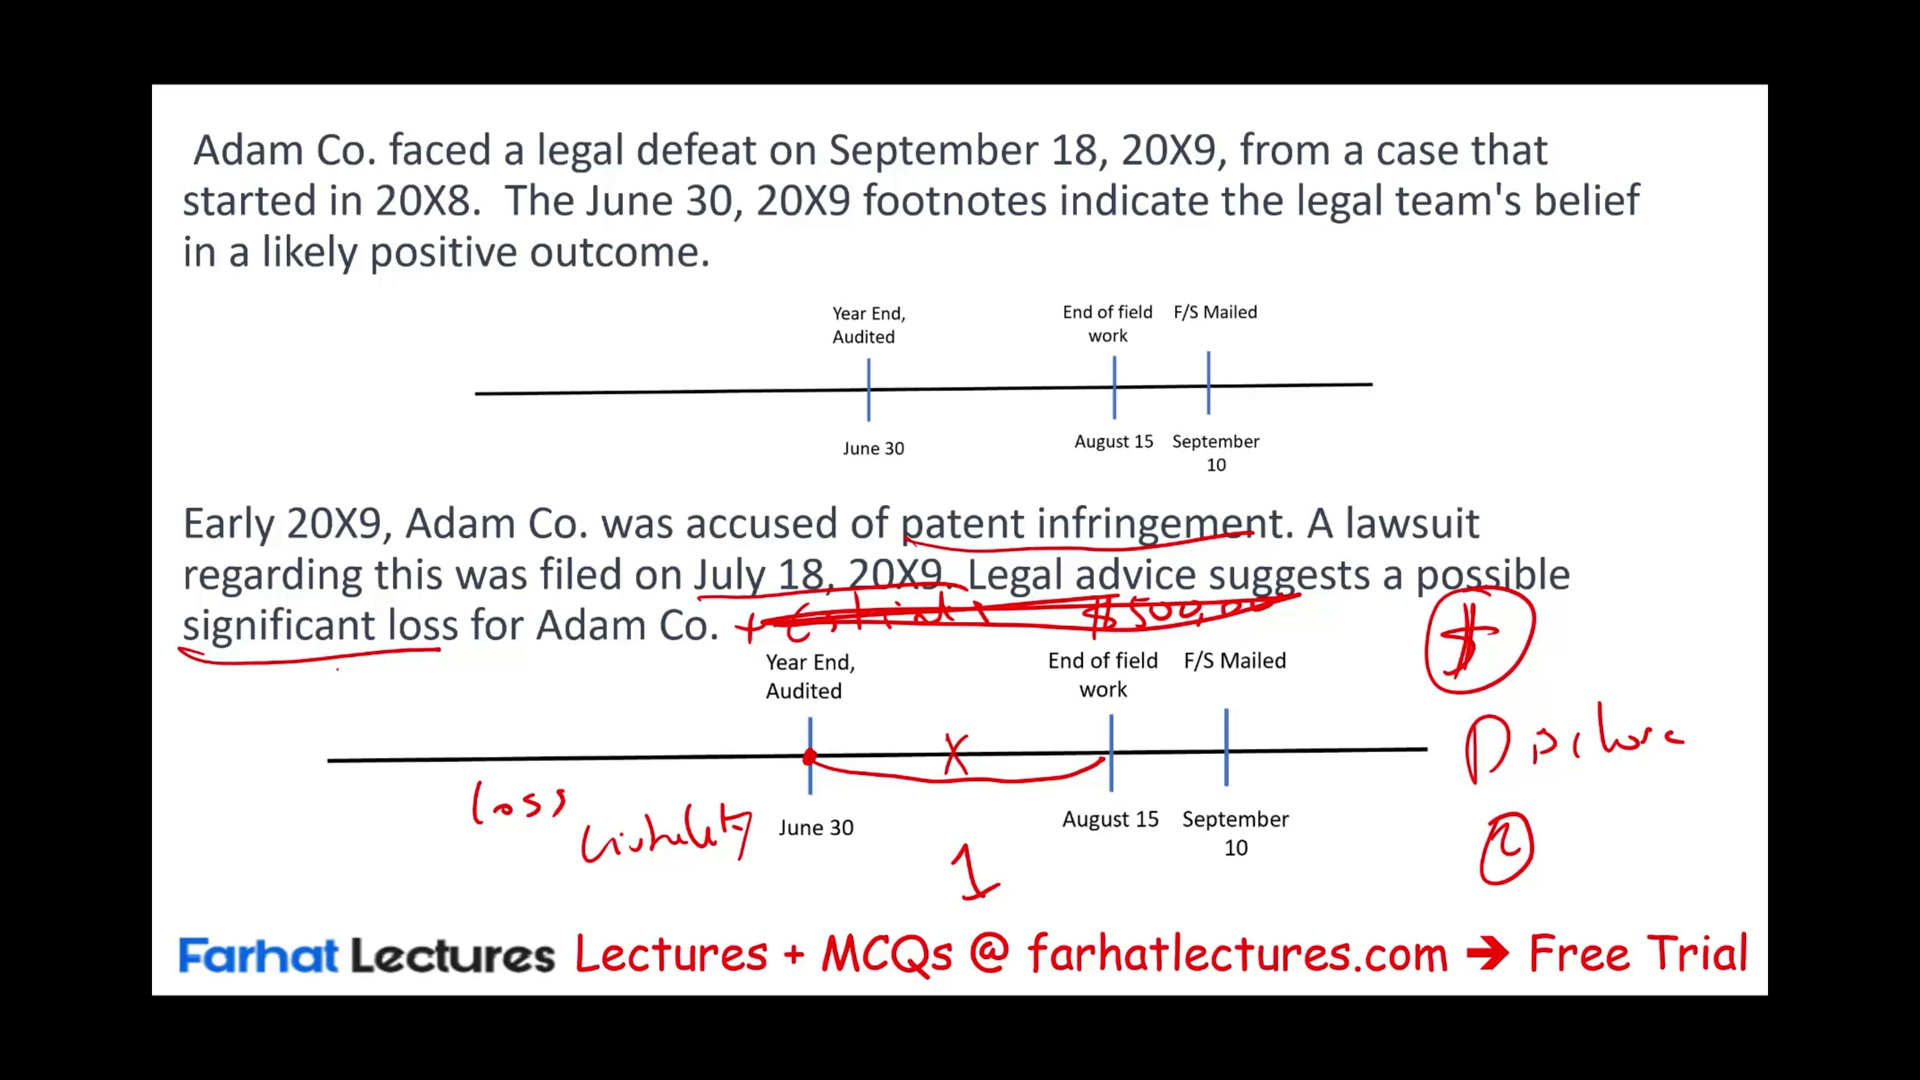 Adam Co. faced a legal defeat on September 18, 20X9, from a case that
started in 20X8. The June 30, 20X9 footnotes indicate the legal team's belief
in a likely positive outcome.
Year End,
Audited
End of field
work
F/S Mailed
June 30
August 15
September
10
Early 20X9, Adam Co. was accused of patent infringement. A lawsuit
regarding this was filed on July 18, 20X9. Legal advice suggests a possible
significant loss for Adam Co.
+ $500,00
$
Year End,
Audited
End of field
work
F/S Mailed
X
Disclose
loss
June 30
August 15
September
10
1
2
Farhat Lectures Lectures + MCQs @ farhatlectures.com → Free Trial